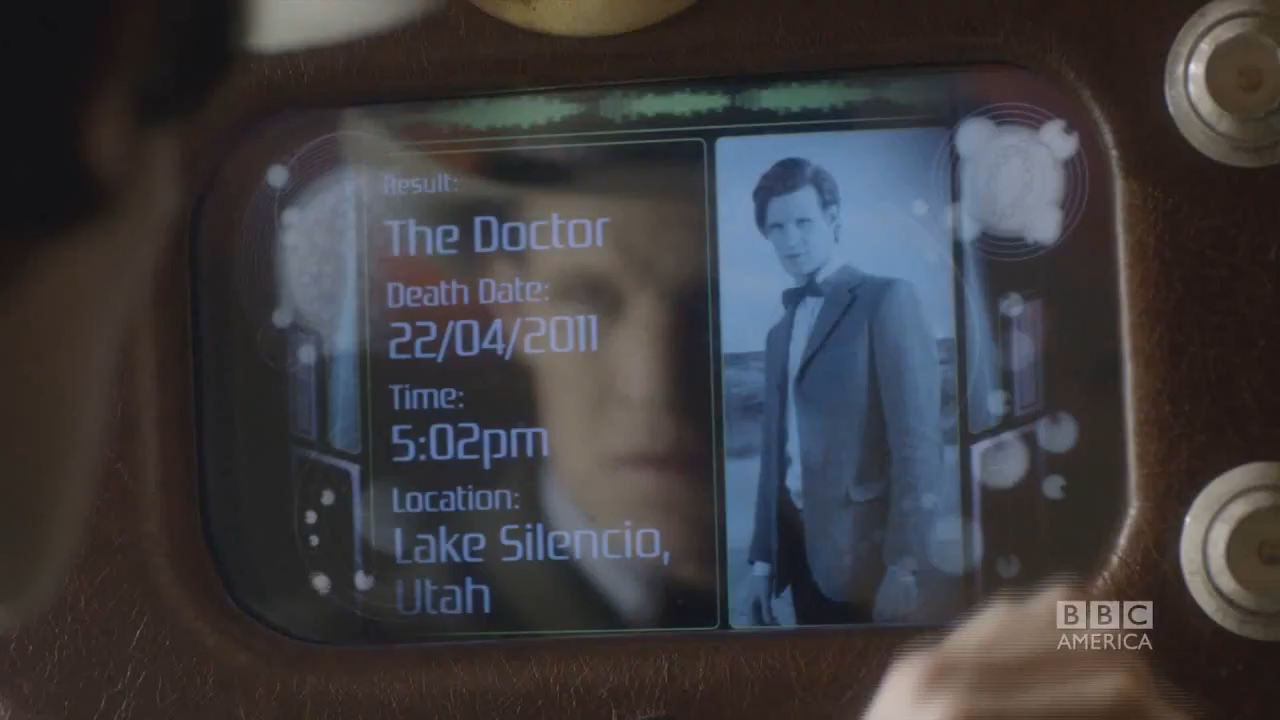 Result:
The Doctor
Death Date:
22/04/2011
Time:
5:02pm
Location:
Lake Silencio,
Utah
BBC
AMERICA